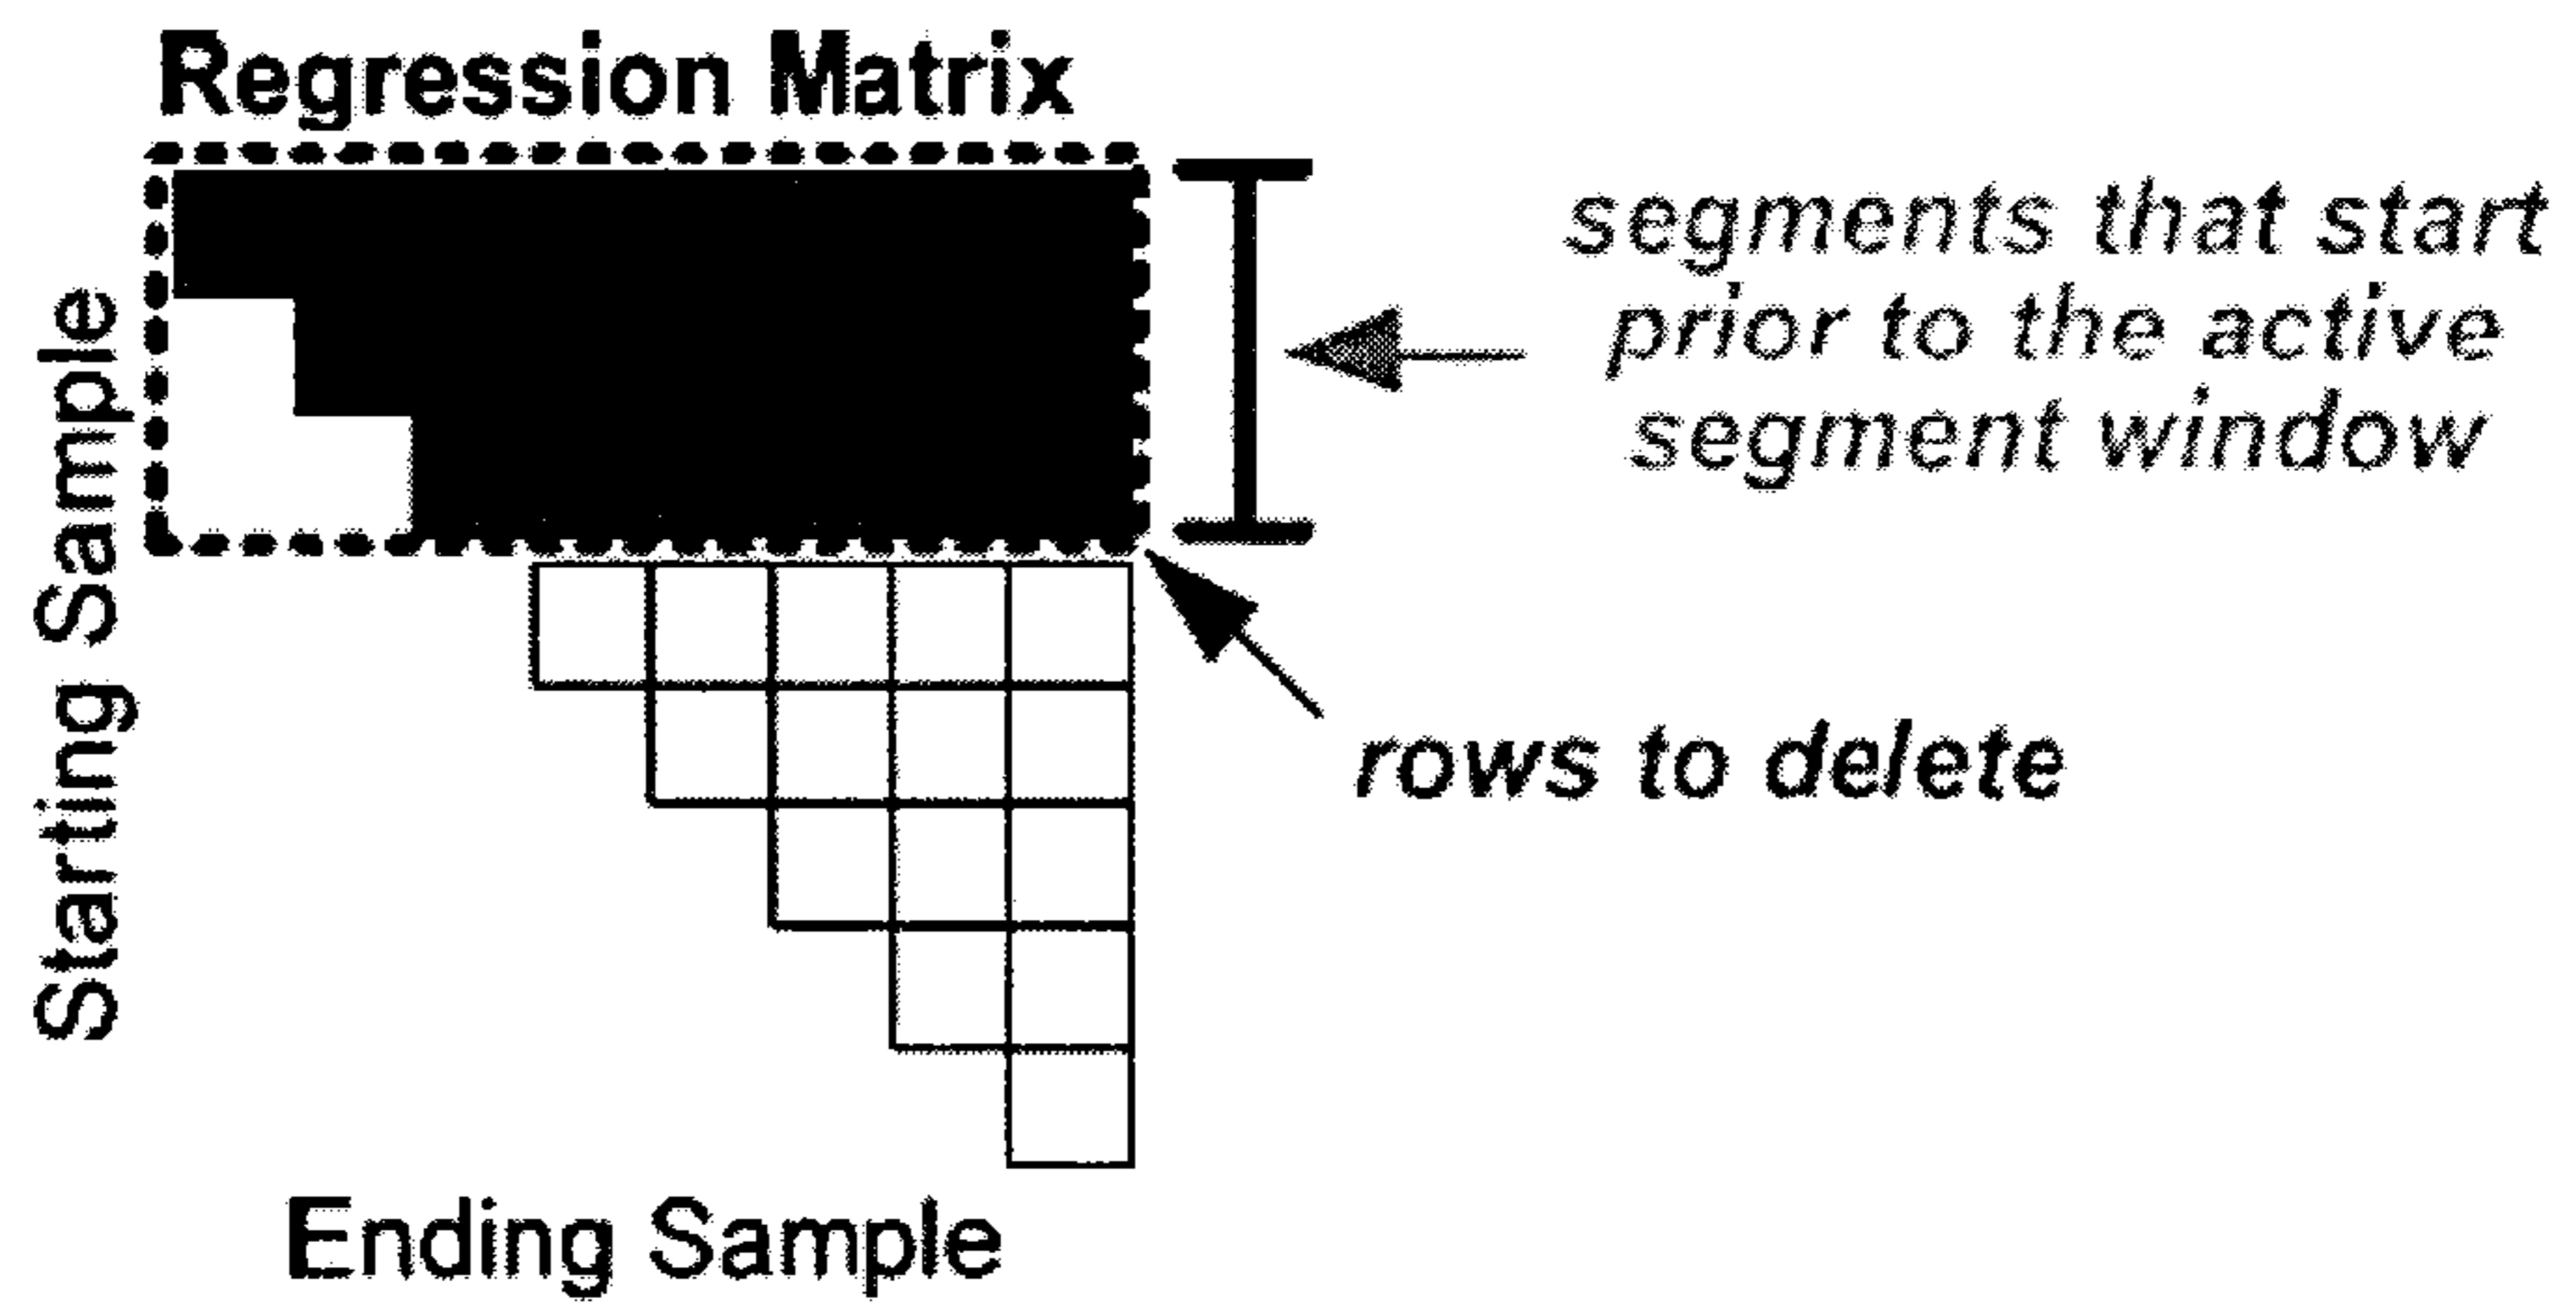 Regression Matrix
Starting Sample
segments that start
prior to the active
segment window
rows to delete
Ending Sample